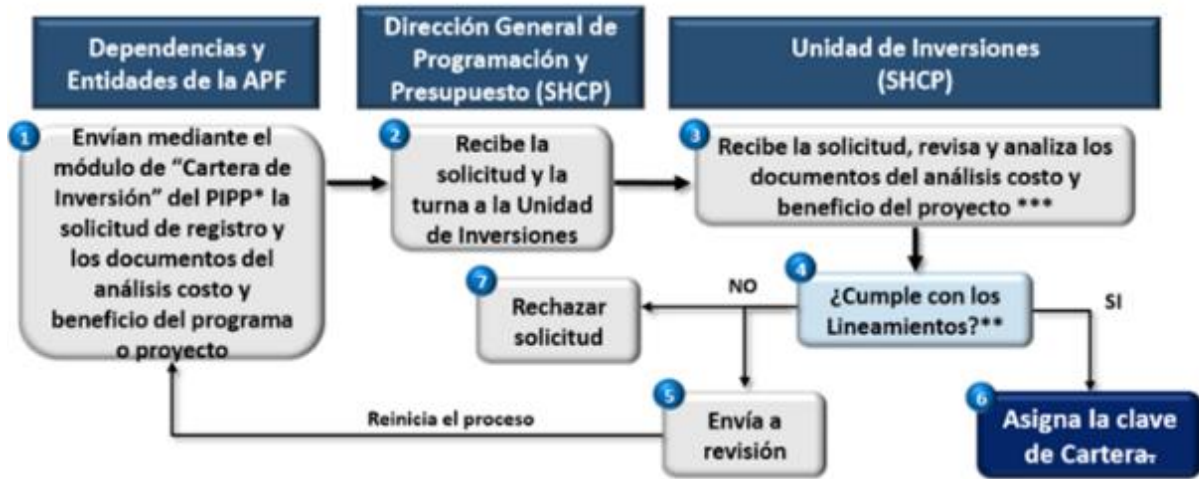 Dependencias y
Entidades de la APF
Dirección General de
Programación y
Presupuesto (SHCP)
Unidad de Inversiones
(SHCP)
1
Envían mediante el
módulo de “Cartera de
Inversión” del PIPP* la
solicitud de registro y
los documentos del
análisis costo y
beneficio del programa
o proyecto
2
Recibe la
solicitud y la
turna a la Unidad
de Inversiones
3
Recibe la solicitud, revisa y analiza los
documentos del análisis costo y
beneficio del proyecto ***
4
¿Cumple con los
Lineamientos?**
NO
SI
7
Rechazar
solicitud
5
Envía a
revisión
Reinicia el proceso
6
Asigna la clave
de Cartera.